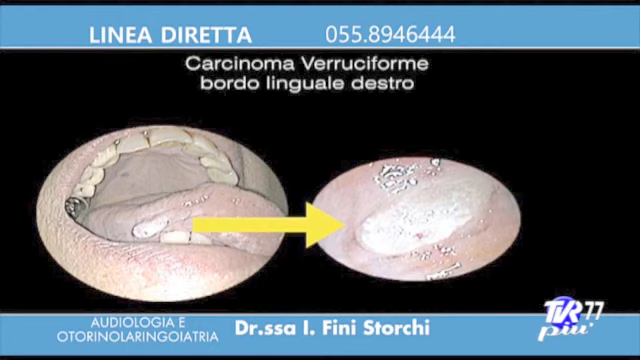 LINEA DIRETTA 055.8946444
Carcinoma Verruciforme
bordo linguale destro
TVR 77
più
AUDIOLOGIA E
OTORINOLARINGOIATRIA
Dr.ssa I. Fini Storchi